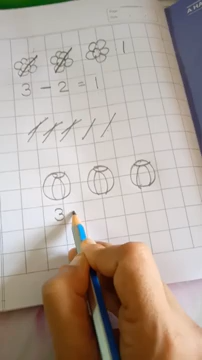 1
3 - 2 = 1
3